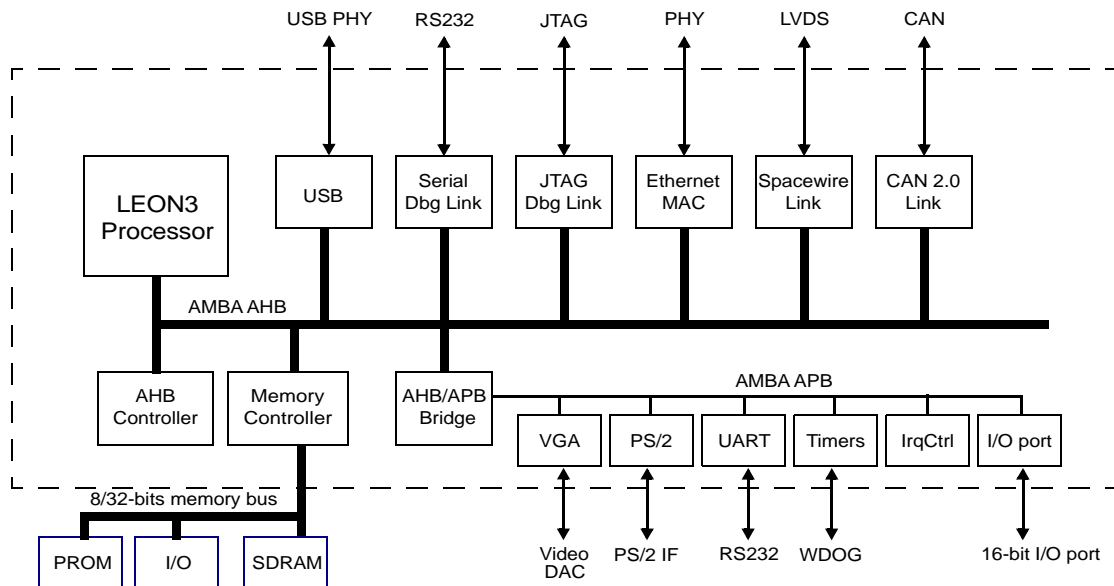 USB PHY RS232 JTAG PHY LVDS CAN
LEON3
Processor
USB
Serial
Dbg Link
JTAG
Dbg Link
Ethernet
MAC
Spacewire
Link
CAN 2.0
Link
AMBA AHB
AHB
Controller
Memory
Controller
AHB/APB
Bridge
AMBA APB
VGA
PS/2
UART
Timers
IrqCtrl
I/O port
8/32-bits memory bus
PROM
I/O
SDRAM
Video
DAC
PS/2 IF
RS232
WDOG
16-bit I/O port